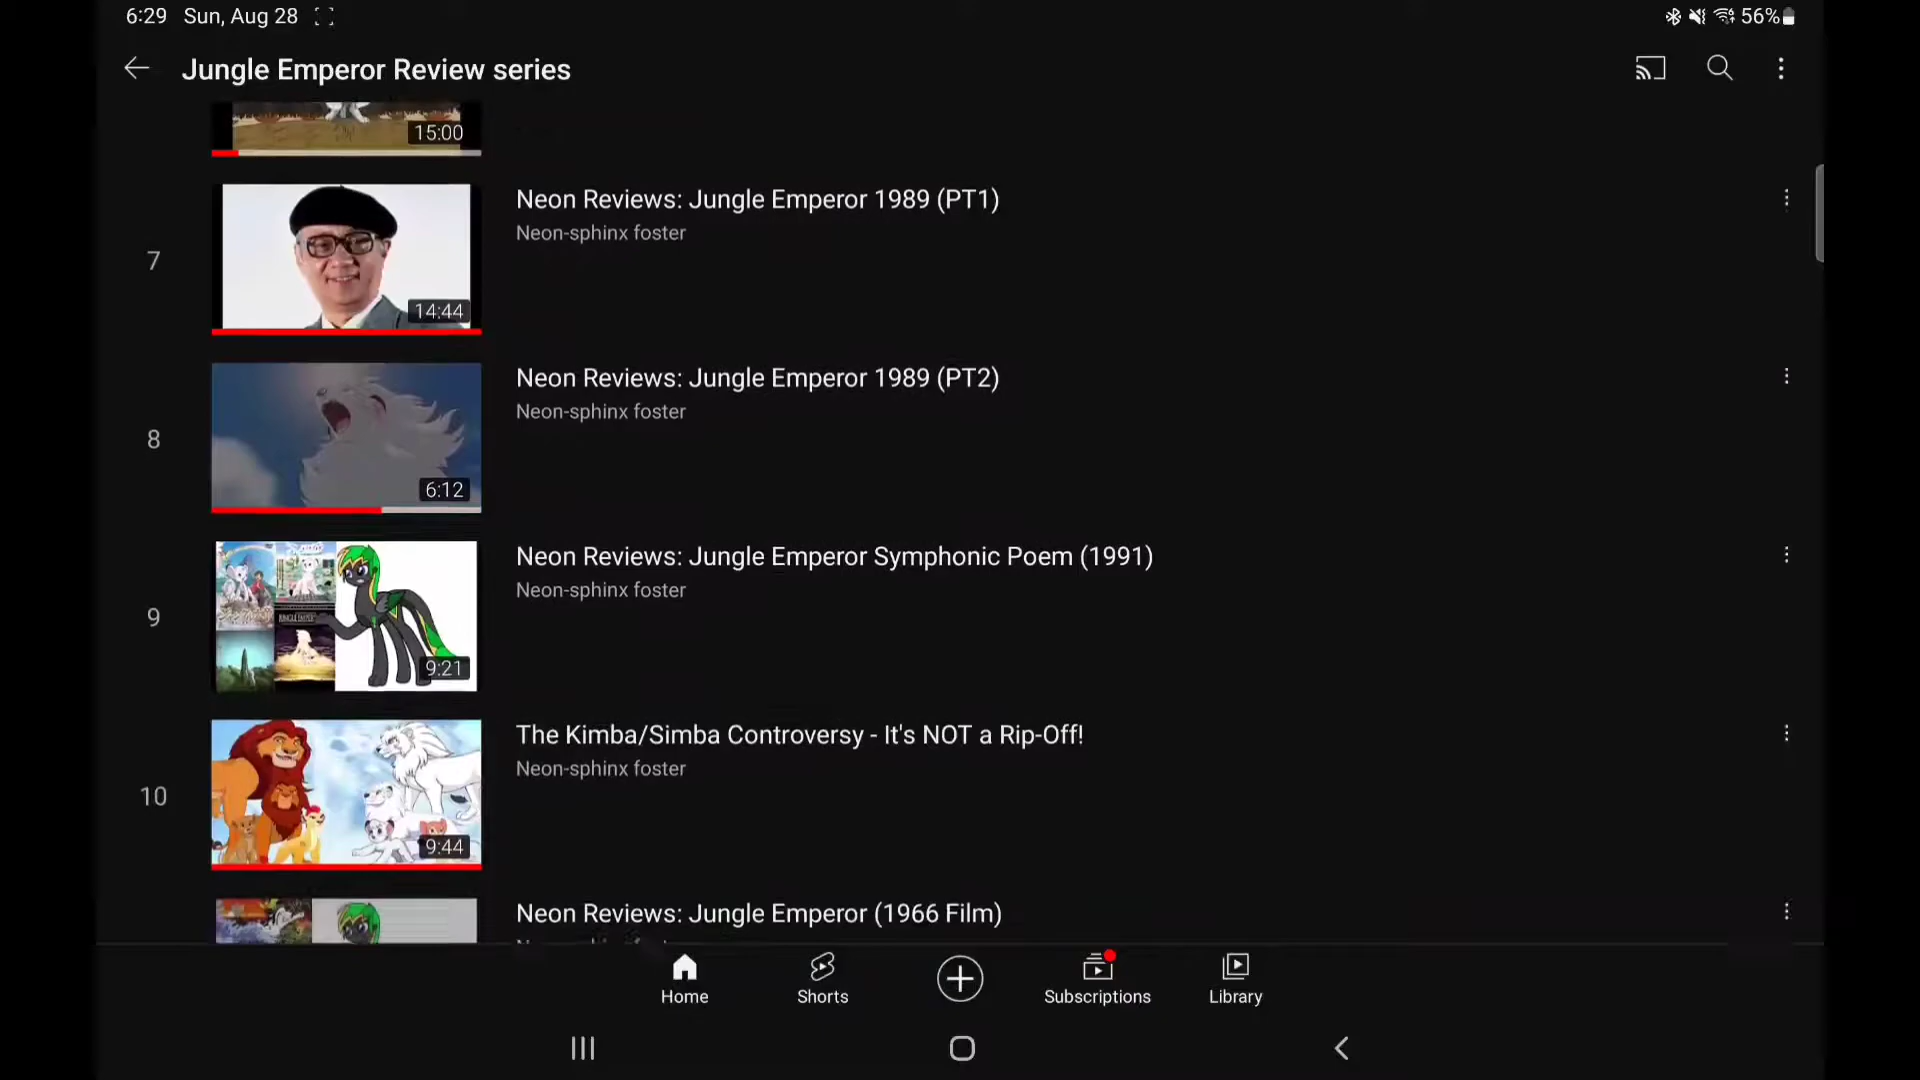 6:29 Sun, Aug 28
56%
Jungle Emperor Review series
15:00
7
14:44
Neon Reviews: Jungle Emperor 1989 (PT1)
Neon-sphinx foster
8
6:12
Neon Reviews: Jungle Emperor 1989 (PT2)
Neon-sphinx foster
9
9:21
Neon Reviews: Jungle Emperor Symphonic Poem (1991)
Neon-sphinx foster
10
9:44
The Kimba/Simba Controversy - It's NOT a Rip-Off!
Neon-sphinx foster
Neon Reviews: Jungle Emperor (1966 Film)
Home
Shorts
Subscriptions
Library